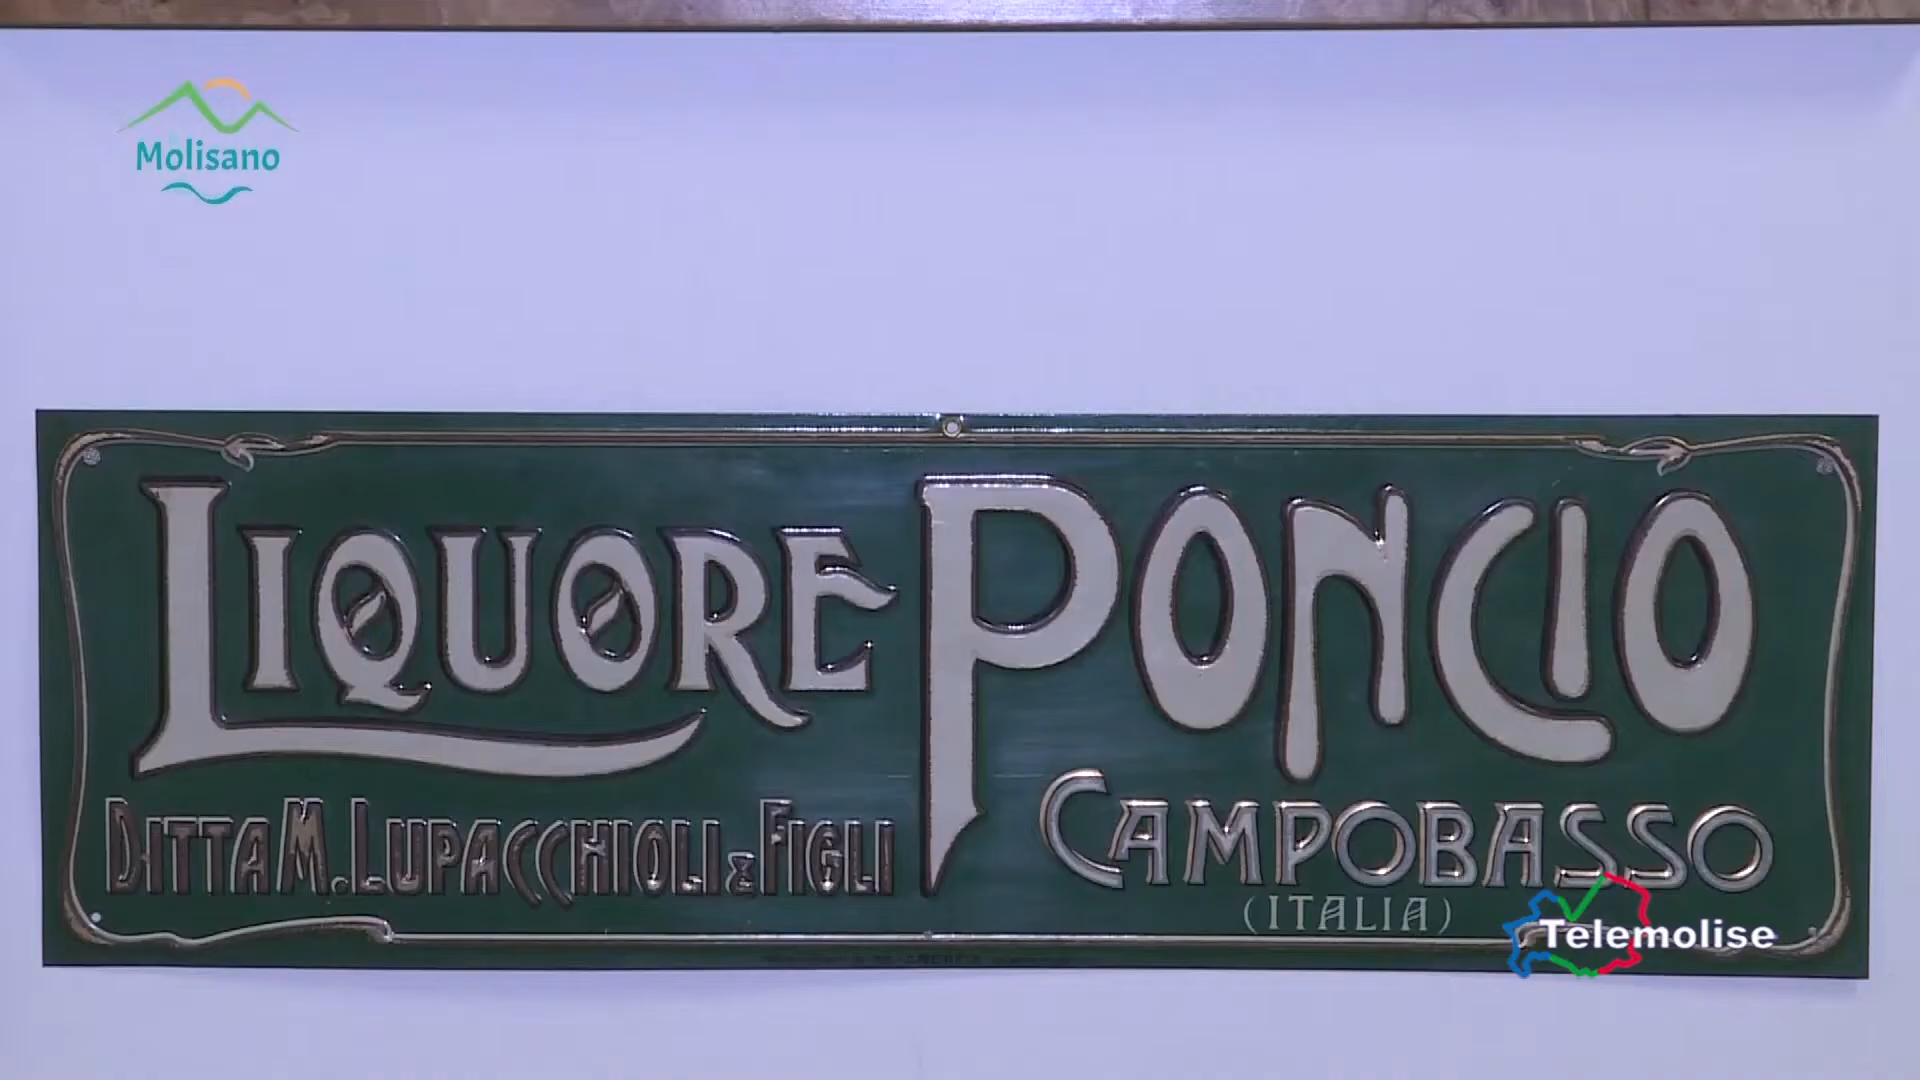 Molisano
LIQUORE PONCIO
DITTA M. LUPACCHIOLI & FIGLI
CAMPOBASSO
(ITALIA)
Telemolise